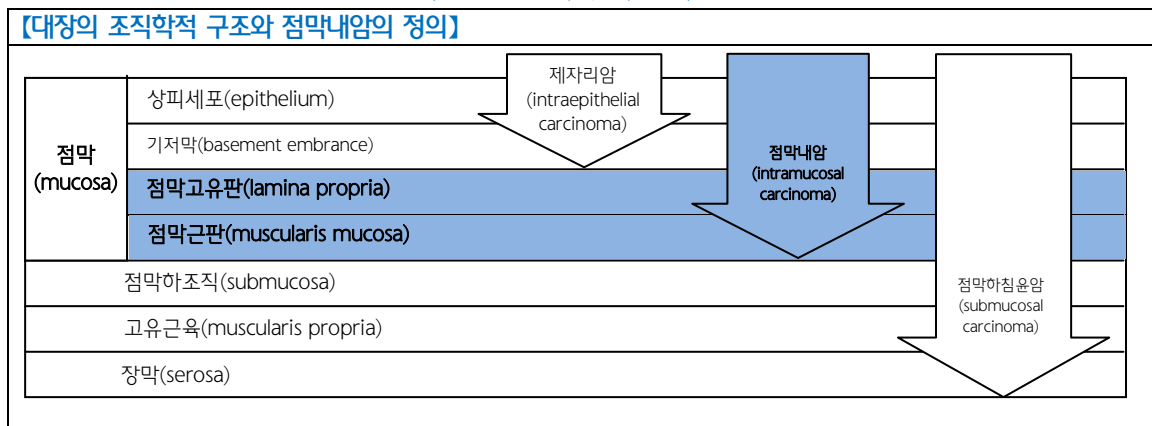 【대장의 조직학적 구조와 점막내암의 정의】
점막
(mucosa)
상피세포(epithelium)
기저막(basement embrance)
점막고유판(lamina propria)
점막근판(muscularis mucosa)
점막하조직(submucosa)
고유근육(muscularis propria)
장막(serosa)
제자리암
(intraepithelial
carcinoma)
점막내암
(intramucosal
carcinoma)
점막하침윤암
(submucosal
carcinoma)